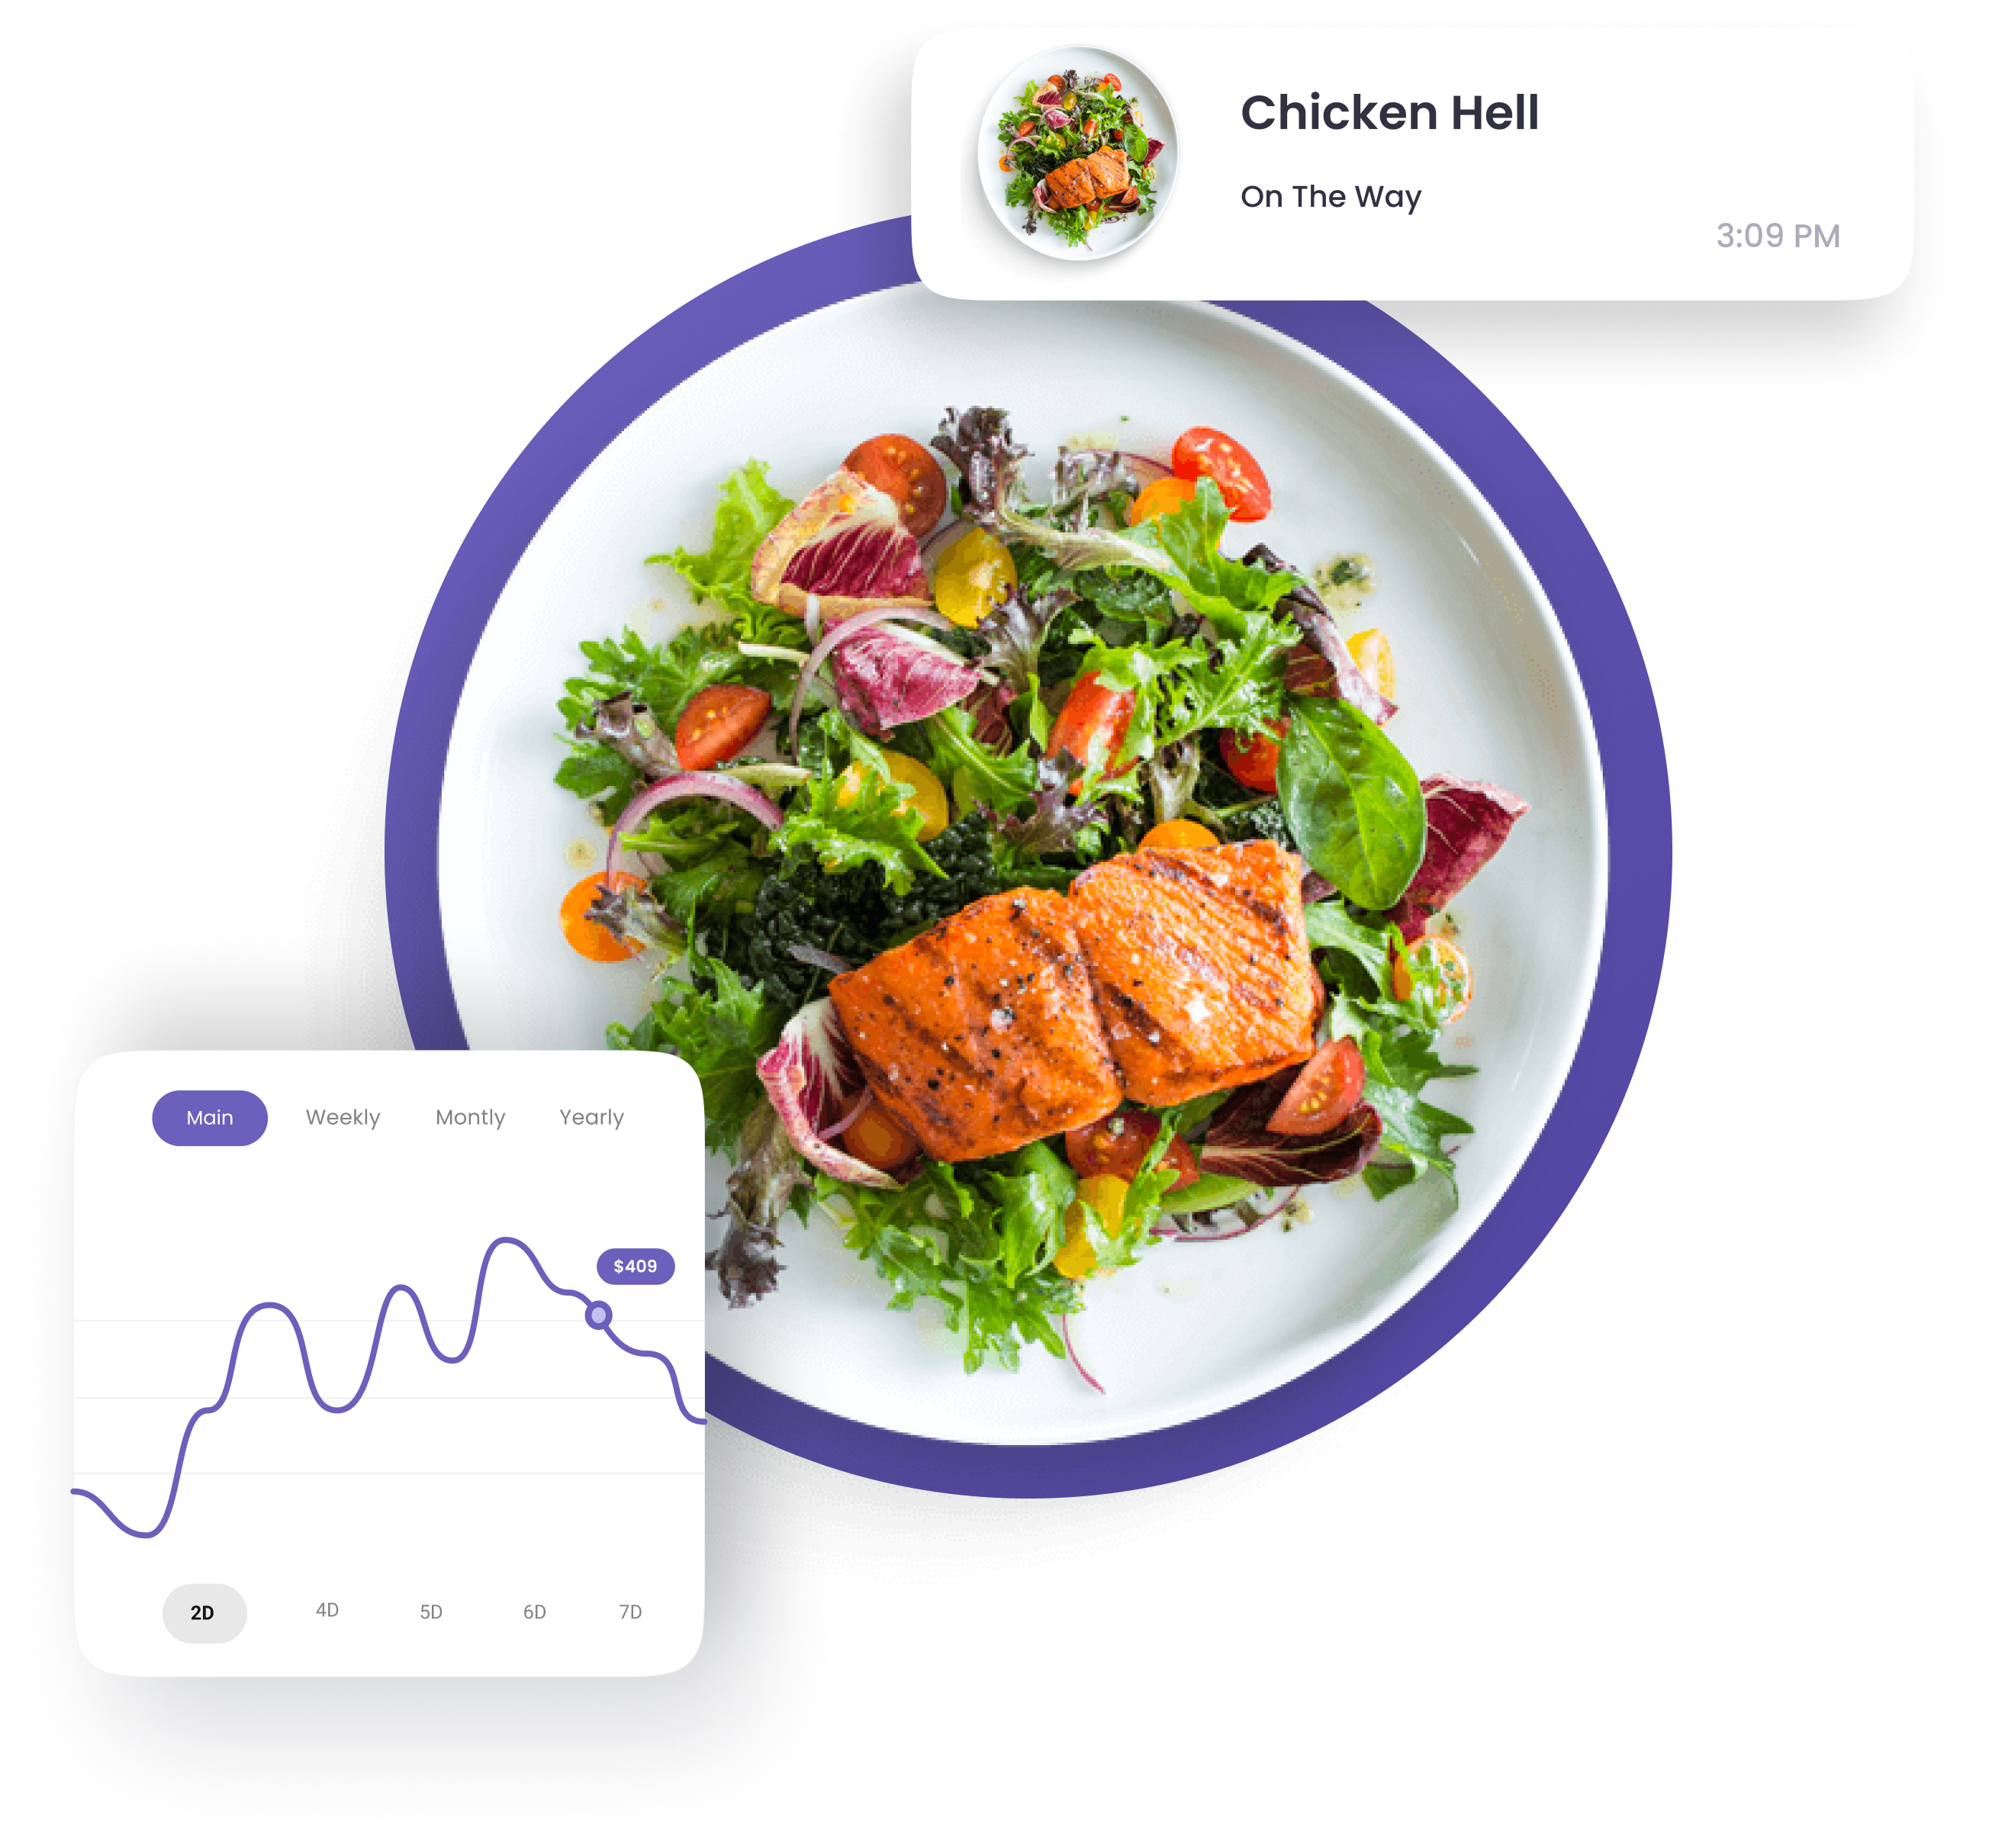 Chicken Hell
On The Way
3:09 PM
Main Weekly Montly Yearly
$409
2D 4D 5D 6D 7D